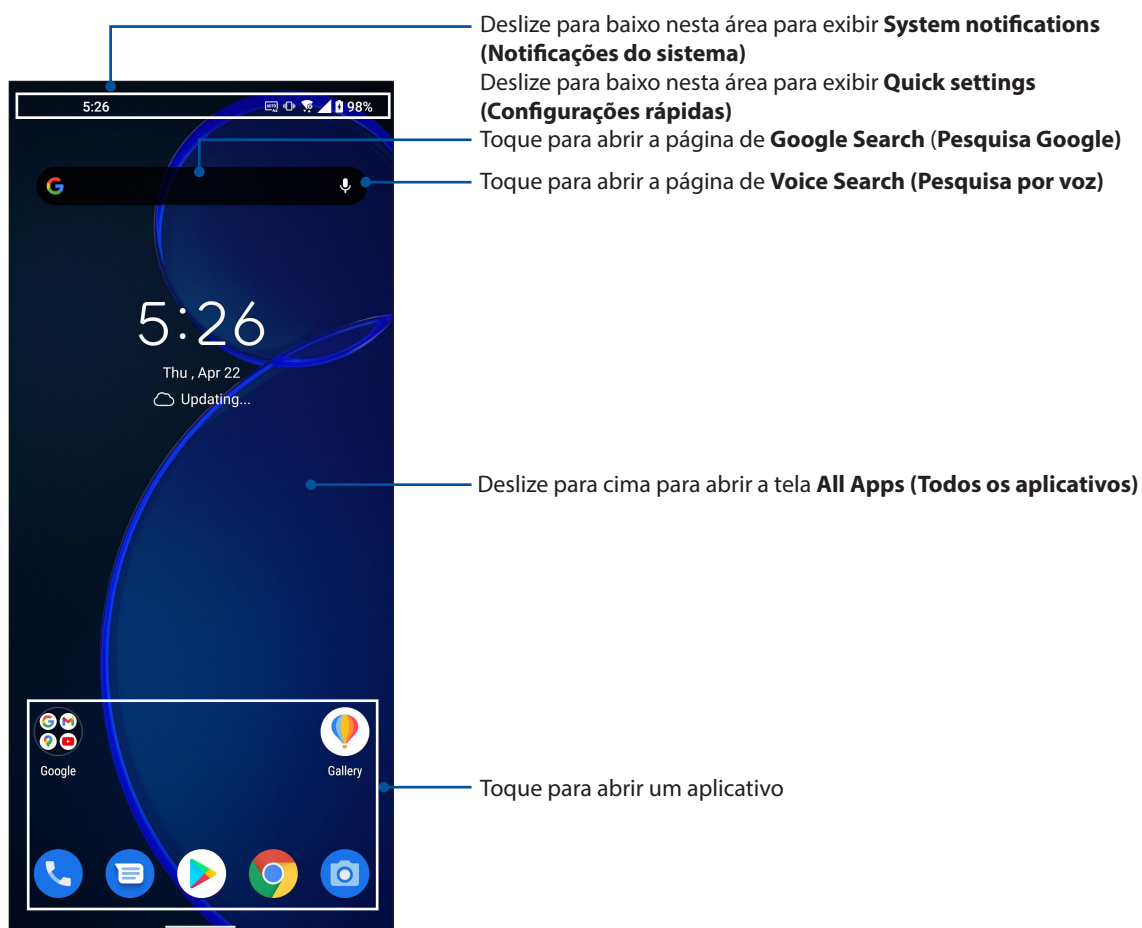 Deslize para baixo nesta área para exibir System notifications
(Notificações do sistema)
Deslize para baixo nesta área para exibir Quick settings
(Configurações rápidas)
5:26
98%
Toque para abrir a página de Google Search (Pesquisa Google)
Toque para abrir a página de Voice Search (Pesquisa por voz)
5:26
Thu , Apr 22
Updating...
Deslize para cima para abrir a tela All Apps (Todos os aplicativos)
Google
Gallery
Toque para abrir um aplicativo